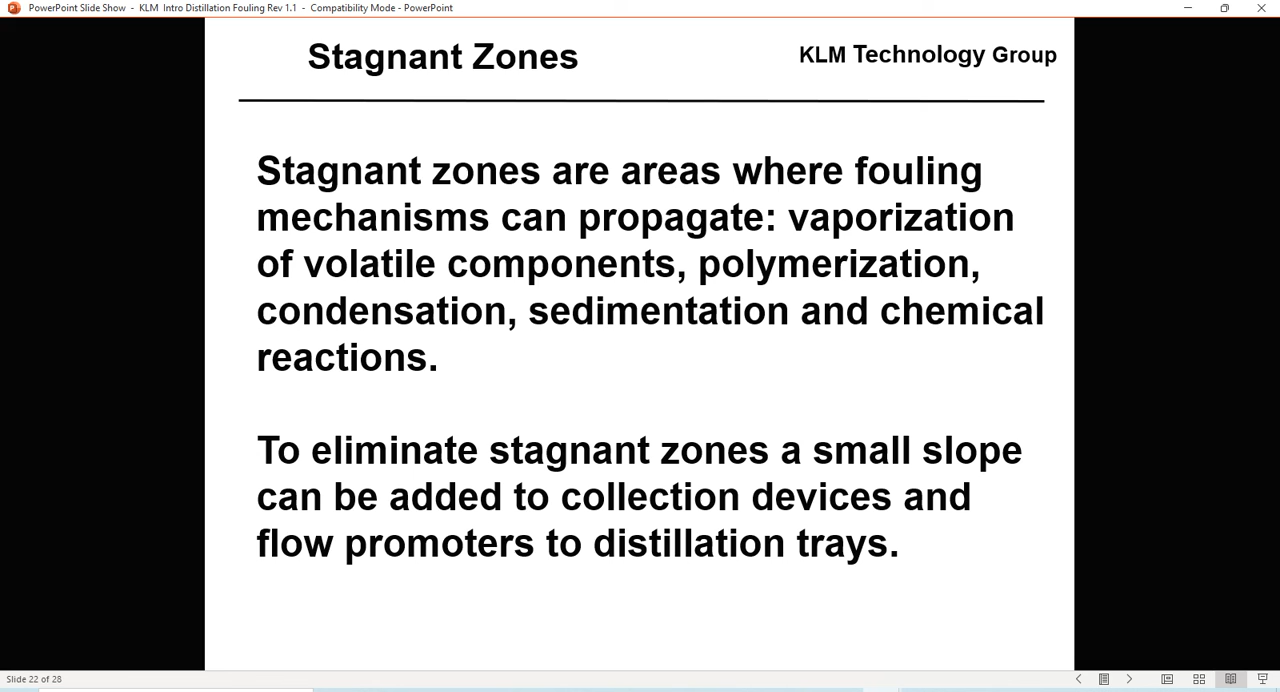 PowerPoint Slide Show - KLM Intro Distillation Fouling Rev 1.1 - Compatibility Mode - PowerPoint
Stagnant Zones
KLM Technology Group
Stagnant zones are areas where fouling
mechanisms can propagate: vaporization
of volatile components, polymerization,
condensation, sedimentation and chemical
reactions.
To eliminate stagnant zones a small slope
can be added to collection devices and
flow promoters to distillation trays.
Slide 22 of 28